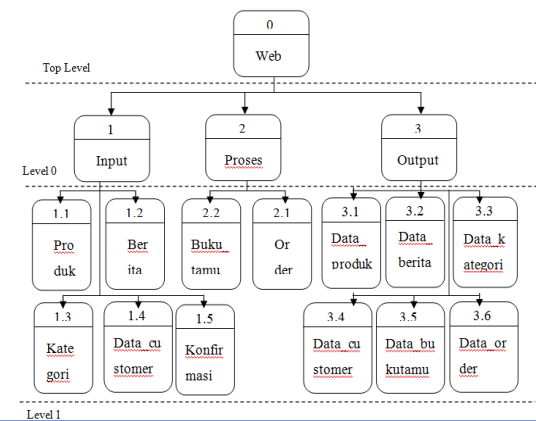 0
Web
Top Level
1 2 3
Input Proses Output
Level 0
1.1 1.2 2.2 2.1 3.1 3.2 3.3
Pro Ber Buku_ Or Data_ Data_ Data_k
duk ita tamu der produk berita ategori
1.3 1.4 1.5 3.4 3.5 3.6
Kate Data_cu Konfir Data_cu Data_bu Data_or
gori stomer masi stomer kutamu der
Level 1